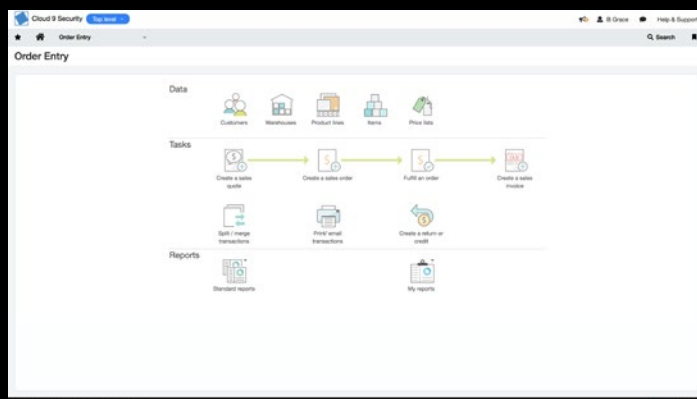 Cloud 9 Security Top level
B Grace Help & Support
Order Entry
Search
Order Entry
Data
Customers Warehouses Product lines Items Price lists
Tasks
Create a sales quote
Create a sales order
Fulfill an order
Create a sales invoice
Split / merge transactions
Print/ email transactions
Create a return or credit
Reports
Standard reports
My reports